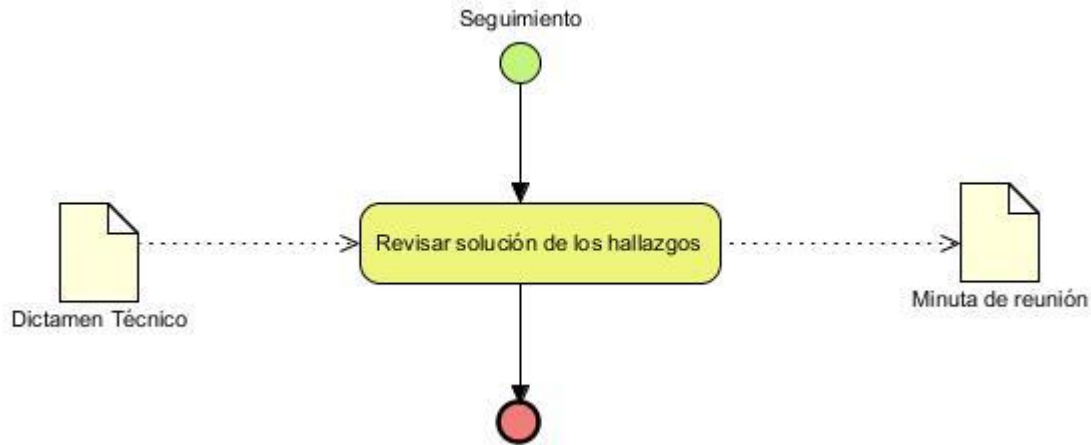 Seguimiento
Revisar solución de los hallazgos
Dictamen Técnico
Minuta de reunión